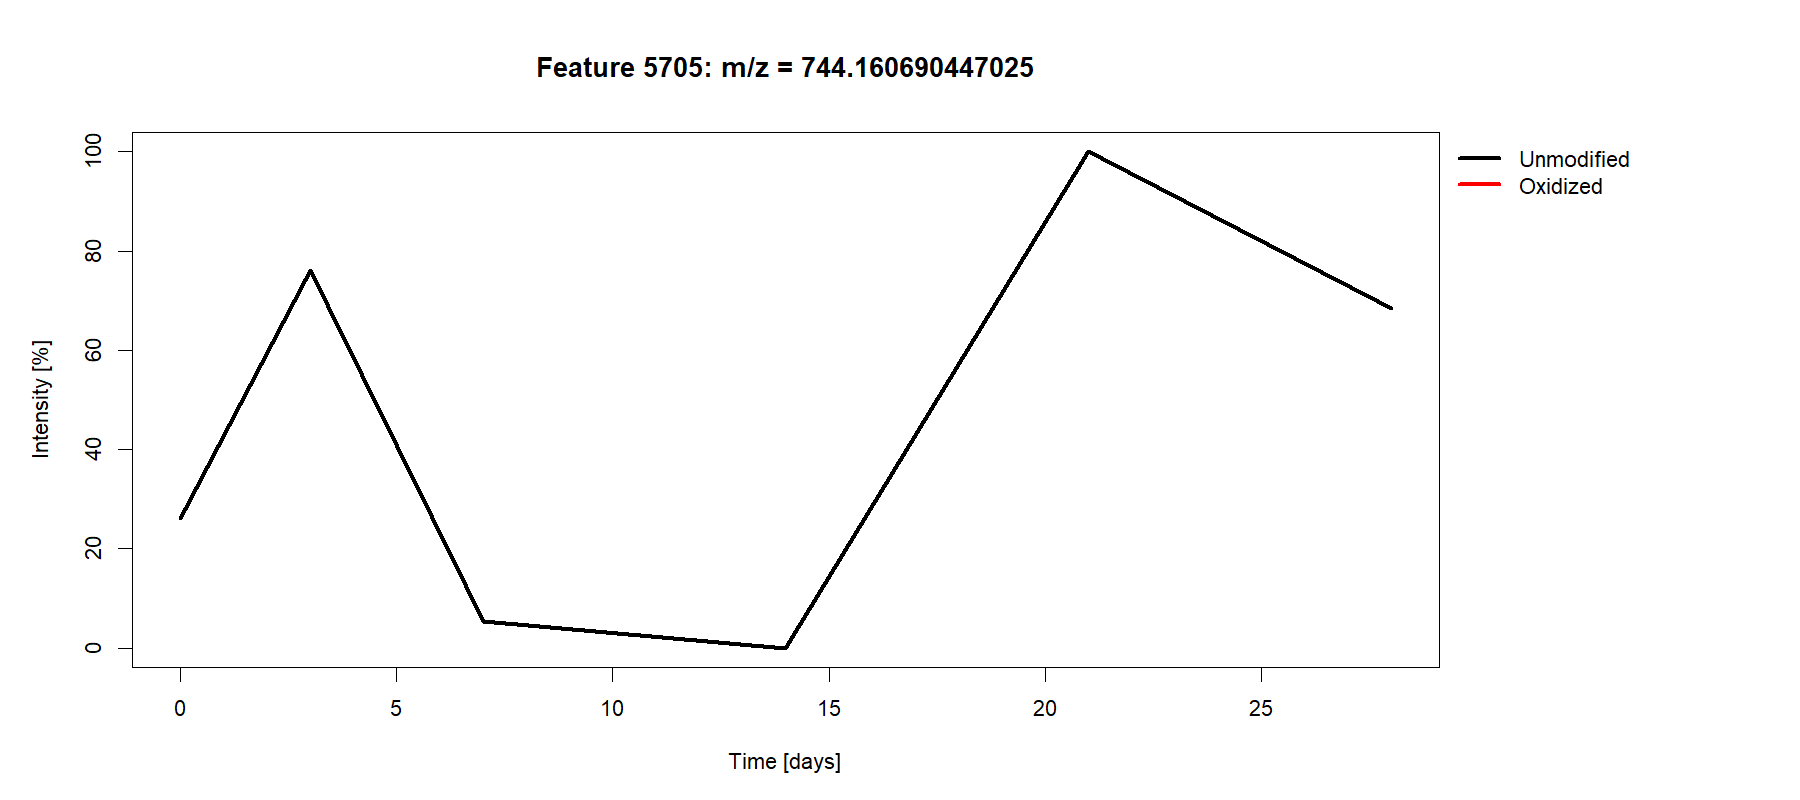 Feature 5705: m/z = 744.160690447025
Unmodified
Oxidized
Intensity [%]
100
80
60
40
20
0
0 5 10 15 20 25
Time [days]